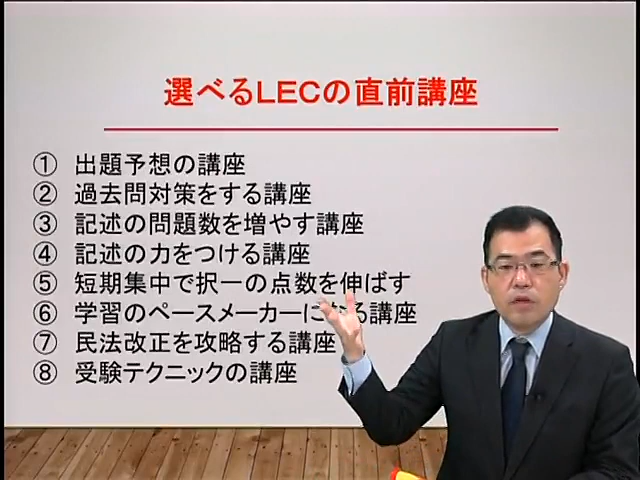 選べるLECの直前講座
① 出題予想の講座
② 過去問対策をする講座
③ 記述の問題数を増やす講座
④ 記述の力をつける講座
⑤ 短期集中で択一の点数を伸ばす
⑥ 学習のペースメーカーになる講座
⑦ 民法改正を攻略する講座
⑧ 受験テクニックの講座